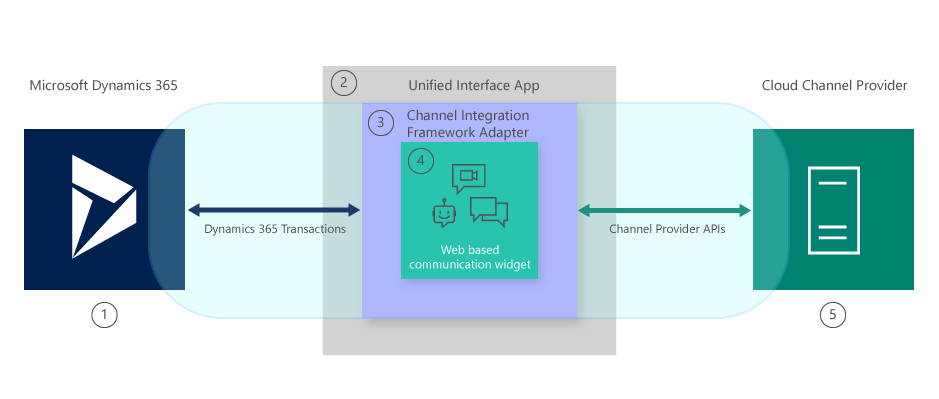 Microsoft Dynamics 365
2
Unified Interface App
Cloud Channel Provider
3
Channel Integration
Framework Adapter
4
Dynamics 365 Transactions
Channel Provider APIs
Web based
communication widget
1
5